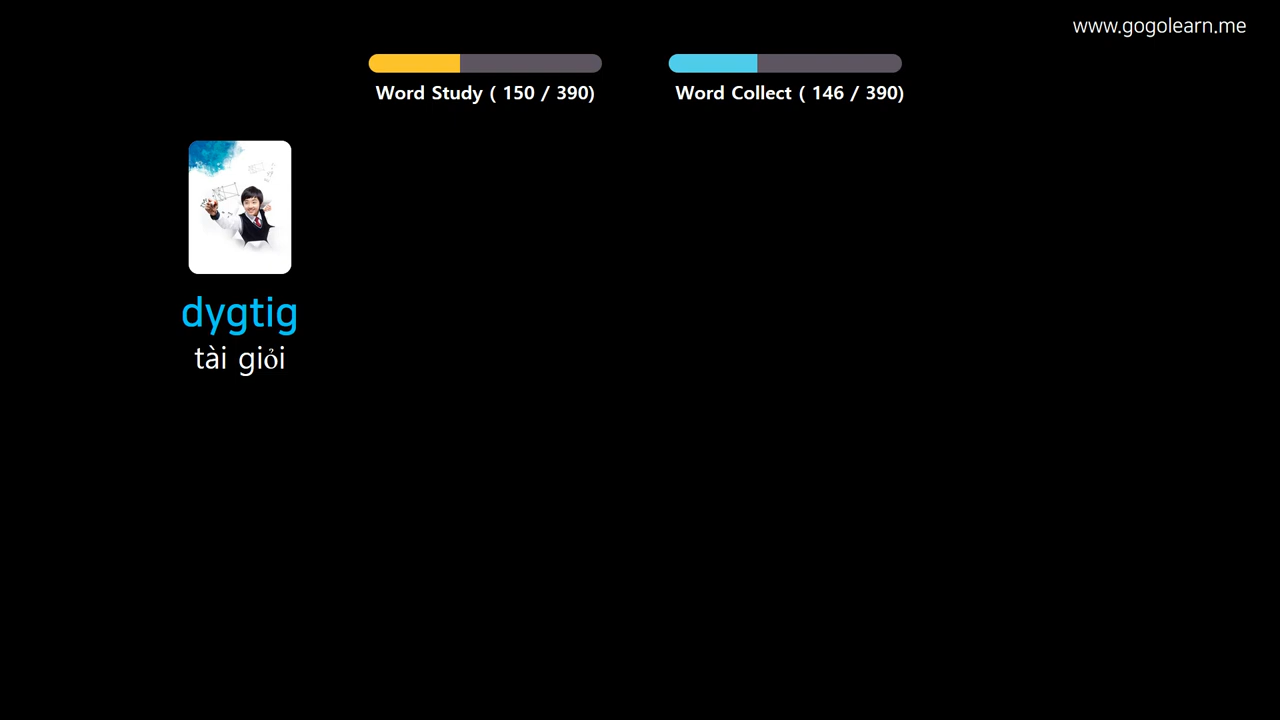 www.gogolearn.me
Word Study ( 150 / 390)
Word Collect ( 146 / 390)
dygtig
tài giỏi